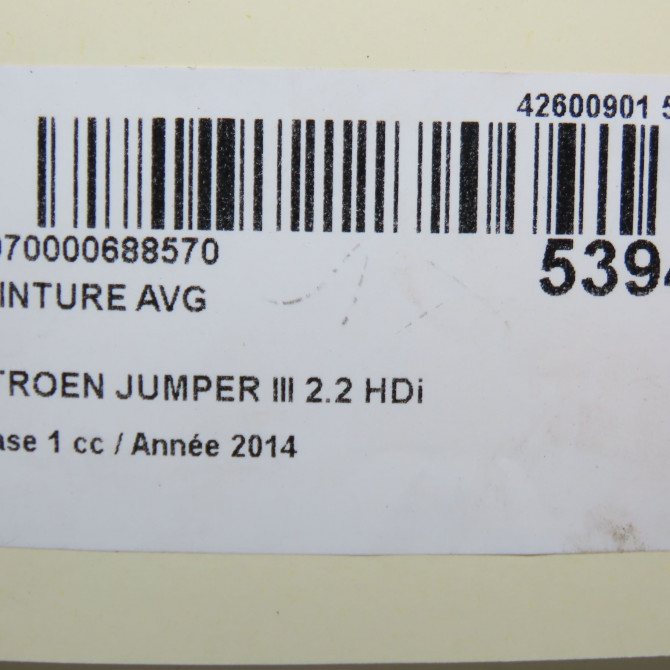 42600901 5
070000688570
5394
INTURE AVG
TROEN JUMPER III 2.2 HDi
ase 1 cc / Année 2014